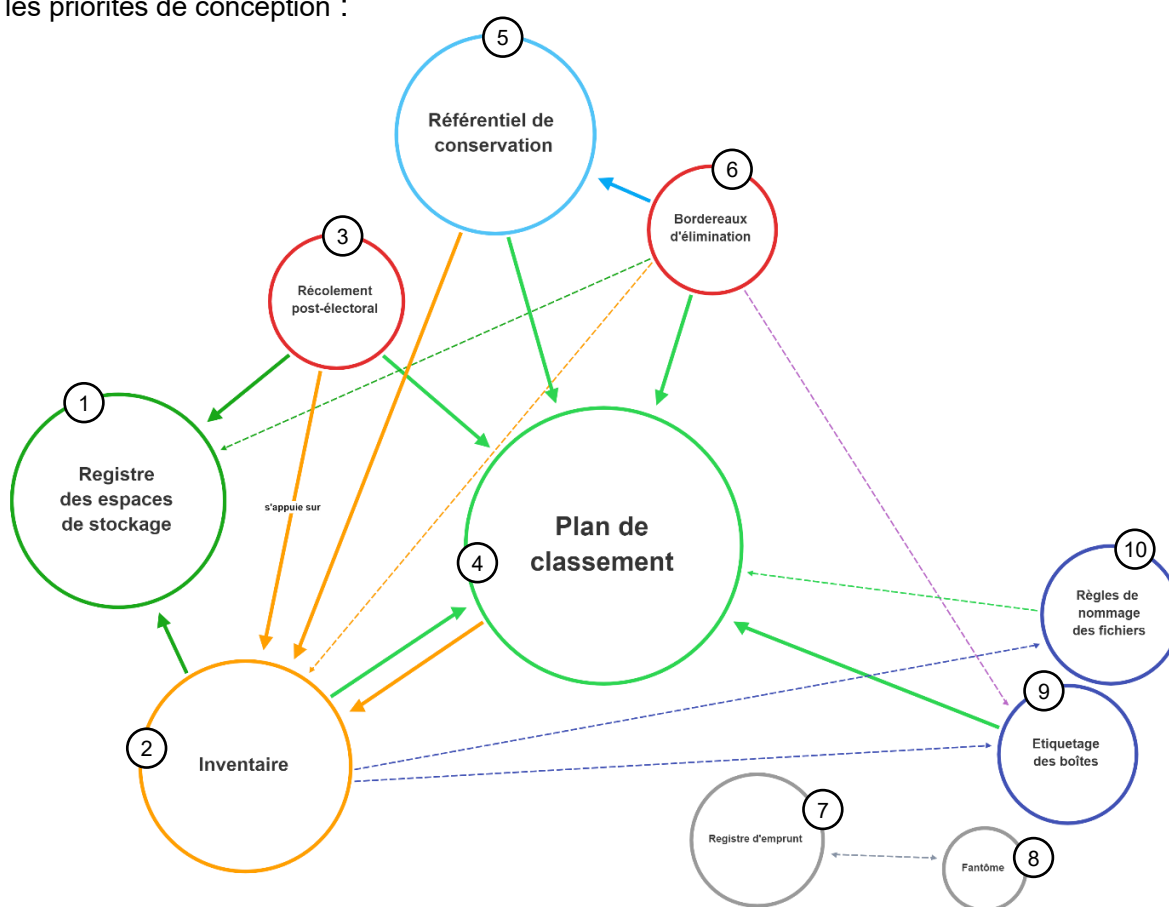 les priorités de conception :
5
Référentiel de
conservation
6
Bordereaux
d'élimination
3
Récolement
post-électoral
1
Registre
des espaces
de stockage
s'appuie sur
4
Plan de
classement
10
Règles de
nommage
des fichiers
9
Etiquetage
des boîtes
2
Inventaire
7
Registre d'emprunt
8
Fantôme